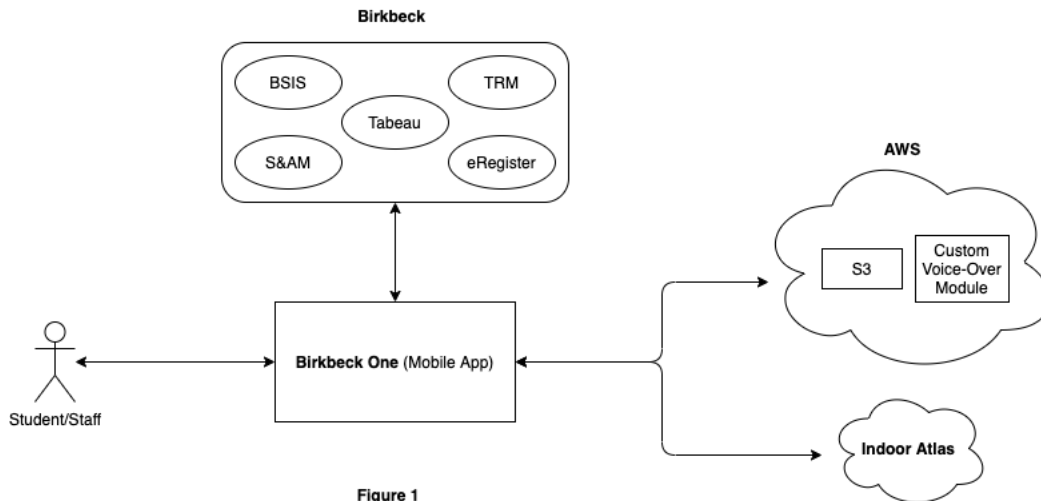 Birkbeck
BSIS
TRM
Tabeau
S&AM
eRegister
AWS
S3
Custom
Voice-Over
Module
Birkbeck One (Mobile App)
Student/Staff
Indoor Atlas
Figure 1